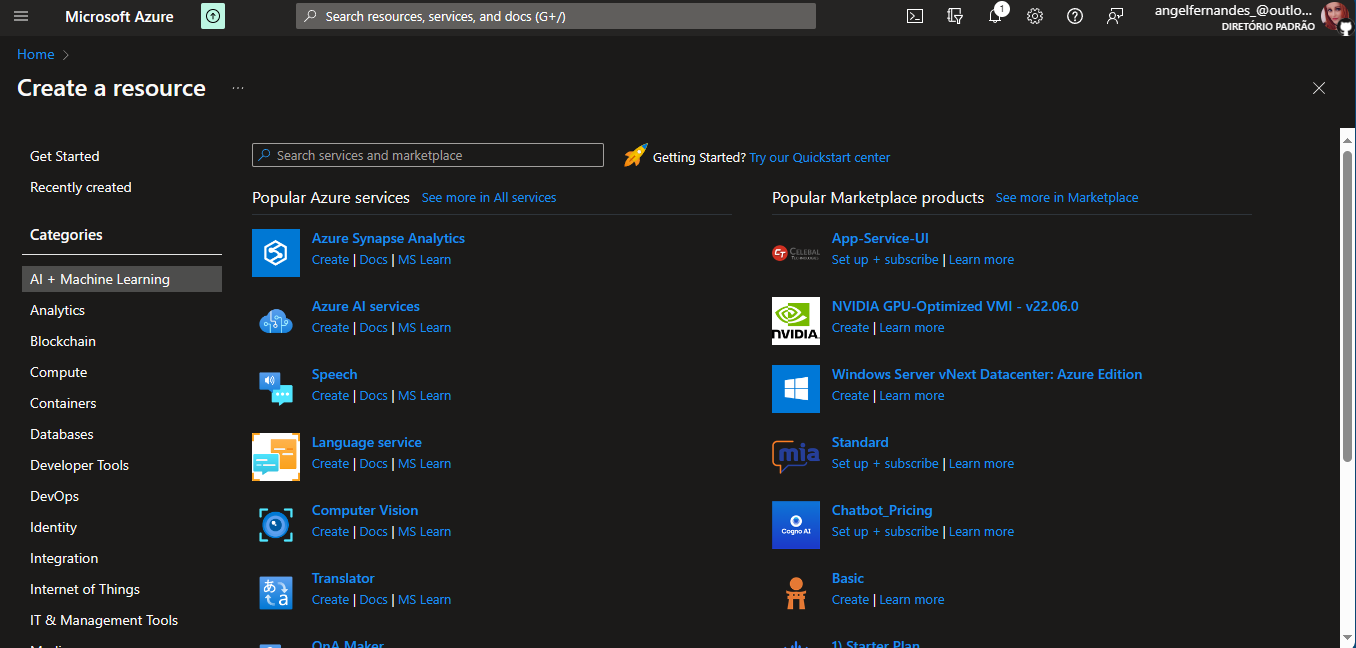 Microsoft Azure
Search resources, services, and docs (G+/)
1
angelfernandes_@outlo...
DIRETÓRIO PADRÃO
Home
Create a resource
...
Get Started
Recently created
Categories
AI + Machine Learning
Analytics
Blockchain
Compute
Containers
Databases
Developer Tools
DevOps
Identity
Integration
Internet of Things
IT & Management Tools
Search services and marketplace
Getting Started? Try our Quickstart center
Popular Azure services See more in All services
Azure Synapse Analytics
Create | Docs | MS Learn
Azure AI services
Create | Docs | MS Learn
Speech
Create | Docs | MS Learn
Language service
Create | Docs | MS Learn
Computer Vision
Create | Docs | MS Learn
Translator
Create | Docs | MS Learn
QnA Maker
Popular Marketplace products See more in Marketplace
CT CELEBAL
App-Service-UI
Set up + subscribe | Learn more
NVIDIA
NVIDIA GPU-Optimized VMI - v22.06.0
Create | Learn more
Windows Server vNext Datacenter: Azure Edition
Create | Learn more
mia
Standard
Set up + subscribe | Learn more
Cogno AI
Chatbot_Pricing
Set up + subscribe | Learn more
Basic
Create | Learn more
1) Starter Plan